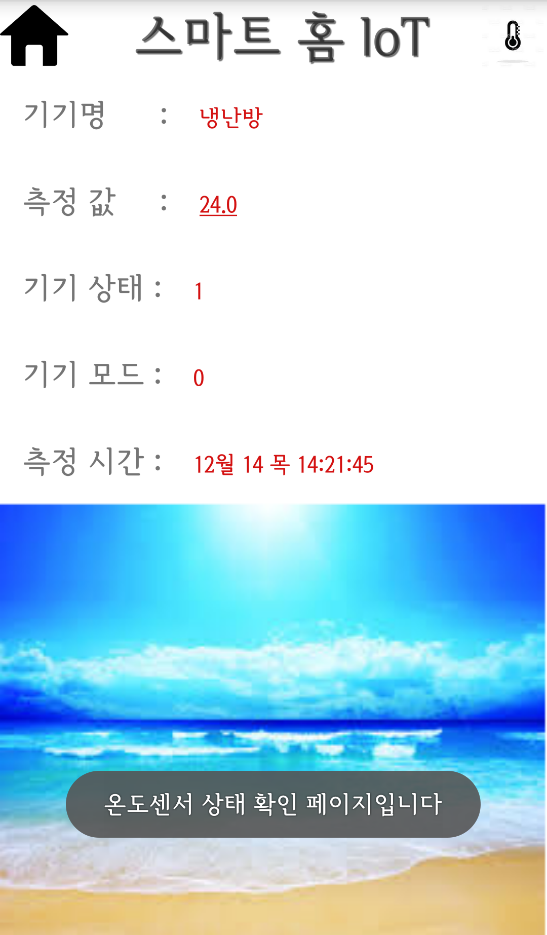 스마트 홈 IoT
기기명 : 냉난방
측정 값 : 24.0
기기 상태 : 1
기기 모드 : 0
측정 시간 : 12월 14 목 14:21:45
온도센서 상태 확인 페이지입니다